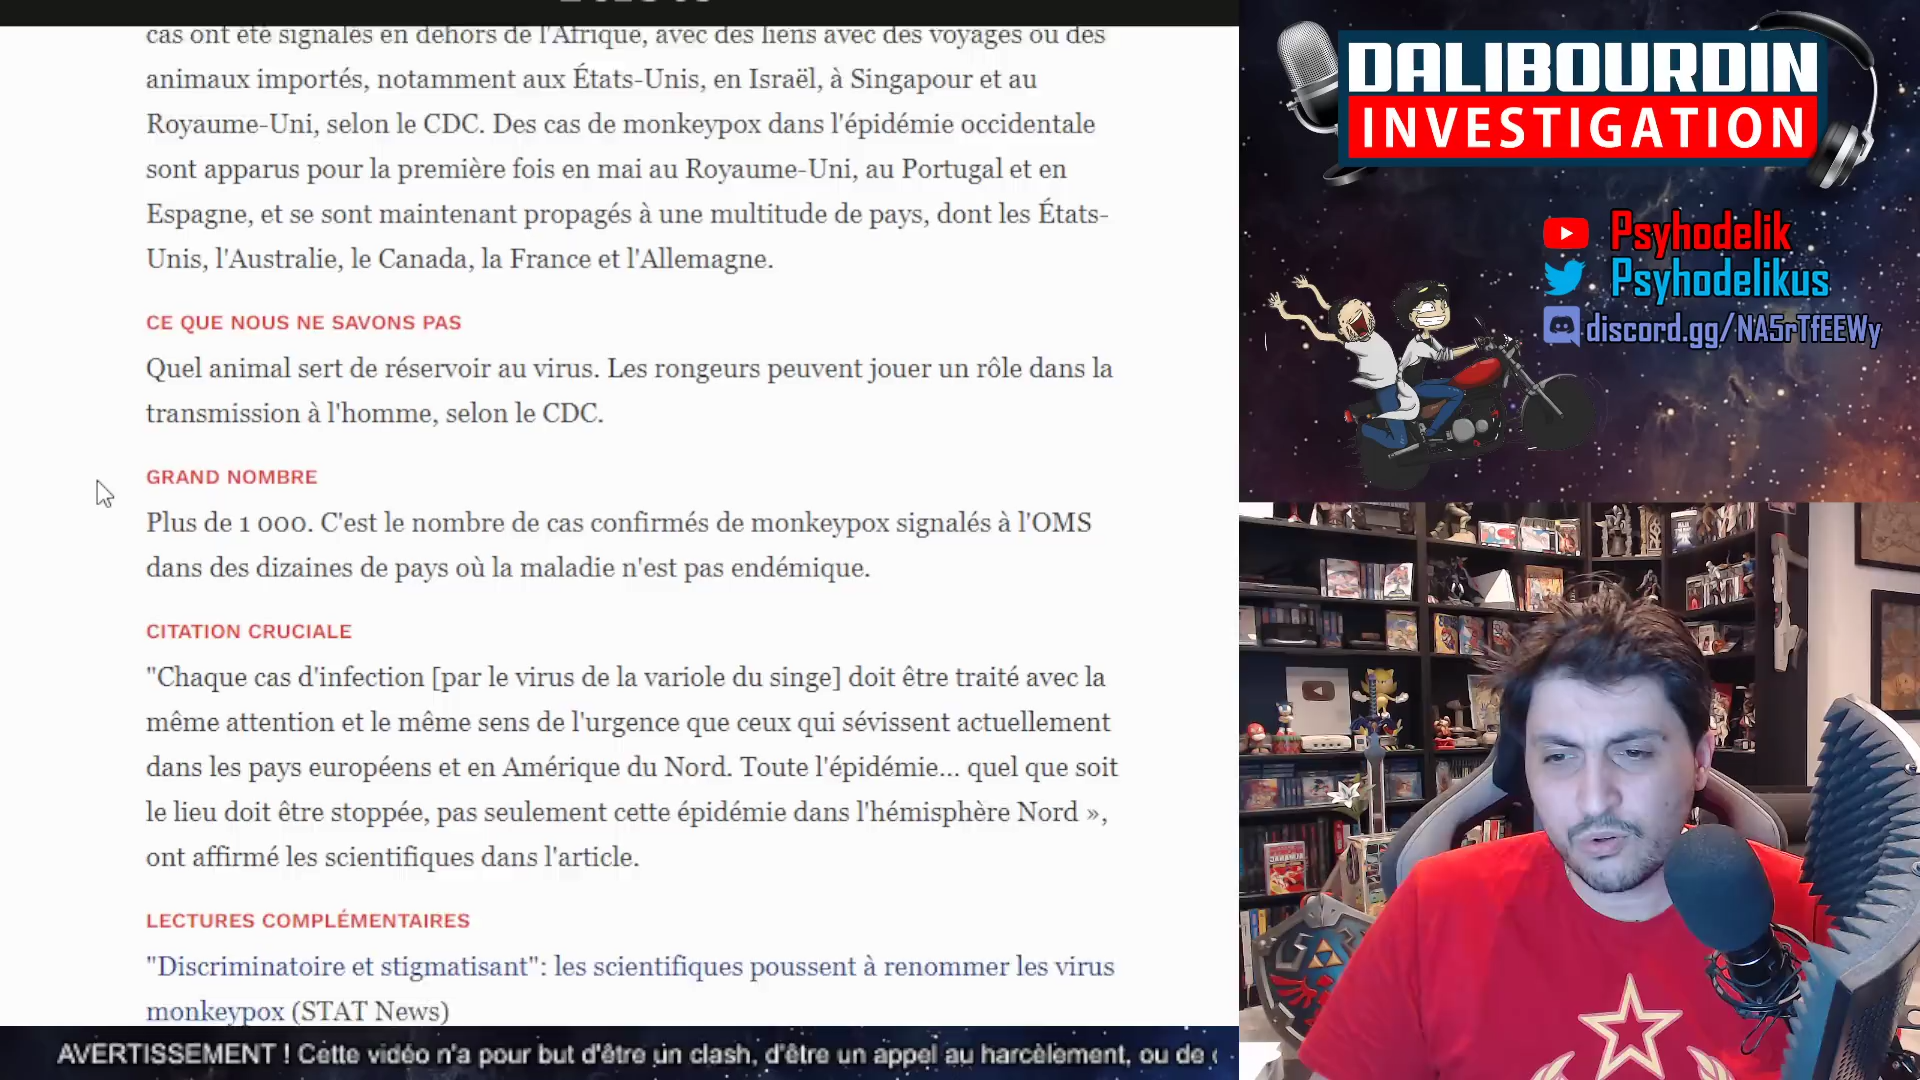 cas ont été signalés en dehors de l'Afrique, avec des liens avec des voyages ou des
animaux importés, notamment aux États-Unis, en Israël, à Singapour et au
Royaume-Uni, selon le CDC. Des cas de monkeypox dans l'épidémie occidentale
sont apparus pour la première fois en mai au Royaume-Uni, au Portugal et en
Espagne, et se sont maintenant propagés à une multitude de pays, dont les États-
Unis, l'Australie, le Canada, la France et l'Allemagne.
CE QUE NOUS NE SAVONS PAS
Quel animal sert de réservoir au virus. Les rongeurs peuvent jouer un rôle dans la
transmission à l'homme, selon le CDC.
GRAND NOMBRE
Plus de 1 000. C'est le nombre de cas confirmés de monkeypox signalés à l'OMS
dans des dizaines de pays où la maladie n'est pas endémique.
CITATION CRUCIALE
"Chaque cas d'infection [par le virus de la variole du singe] doit être traité avec la
même attention et le même sens de l'urgence que ceux qui sévissent actuellement
dans les pays européens et en Amérique du Nord. Toute l'épidémie... quel que soit
le lieu doit être stoppée, pas seulement cette épidémie dans l'hémisphère Nord »,
ont affirmé les scientifiques dans l'article.
LECTURES COMPLÉMENTAIRES
"Discriminatoire et stigmatisant": les scientifiques poussent à renommer les virus
monkeypox (STAT News)
AVERTISSEMENT ! Cette vidéo n'a pour but d'être un clash, d'être un appel au harcèlement, ou de
DALIBOURDIN
INVESTIGATION
Psyhodelik
Psyhodelikus
discord.gg/NA5rTfEEWy